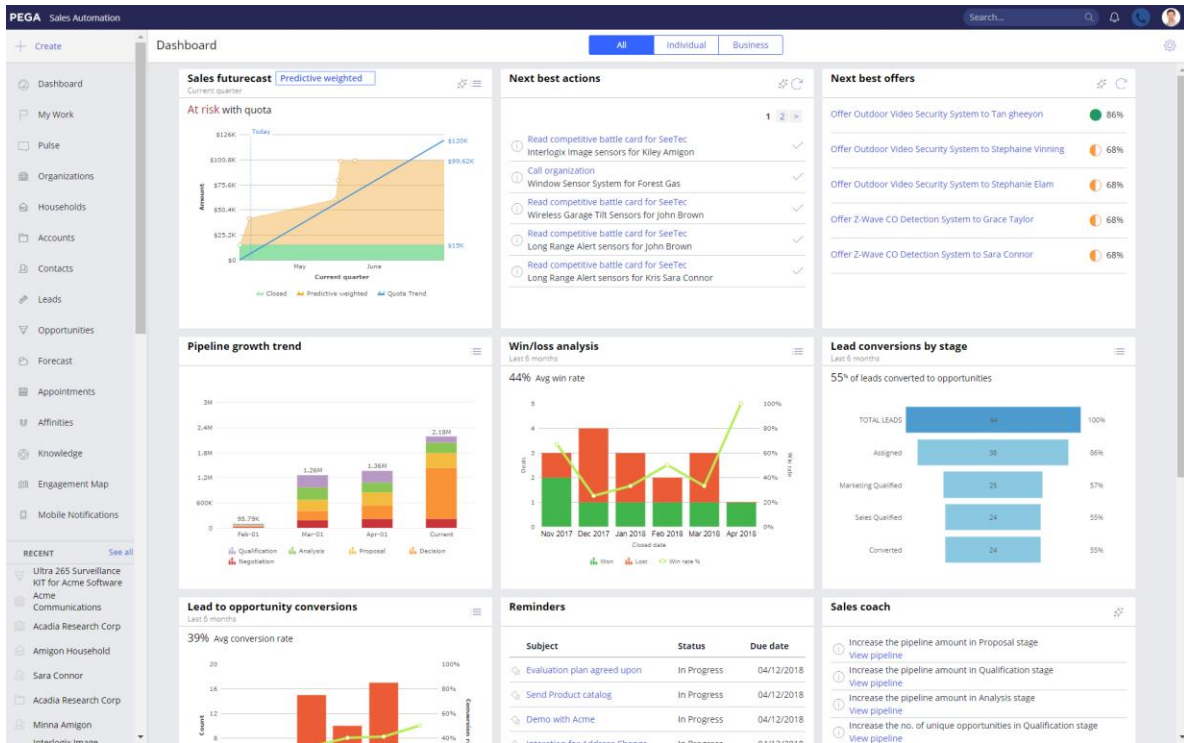 PEGA Sales Automation
Search...
Create
Dashboard
My Work
Pulse
Organizations
Households
Accounts
Contacts
Leads
Opportunities
Forecast
Appointments
Affinities
Knowledge
Engagement Map
Mobile Notifications
RECENT See all
Ultra 265 Surveillance
KIT for Acme Software
Acme
Communications
Acadia Research Corp
Amigon Household
Sara Connor
Acadia Research Corp
Minna Amigon
Interlogix Image
Dashboard
All Individual Business
Sales futurecast Predictive weighted
Current quarter
At risk with quota
$126K
Today
$120K
$100.8K
$99.62K
$75.6K
Amount
$50.4K
$25.2K
$15K
$0
May June
Current quarter
Closed Predictive weighted Quota Trend
Next best actions
1 2 >
Read competitive battle card for SeeTec
Interlogix Image sensors for Kiley Amigon
Call organization
Window Sensor System for Forest Gas
Read competitive battle card for SeeTec
Wireless Garage Tilt Sensors for John Brown
Read competitive battle card for SeeTec
Long Range Alert sensors for John Brown
Read competitive battle card for SeeTec
Long Range Alert sensors for Kris Sara Connor
Next best offers
Offer Outdoor Video Security System to Tan gheeyon 86%
Offer Outdoor Video Security System to Stephaine Vinning 68%
Offer Outdoor Video Security System to Stephanie Elam 68%
Offer Z-Wave CO Detection System to Grace Taylor 68%
Offer Z-Wave CO Detection System to Sara Connor 68%
Pipeline growth trend
3M
2.4M
2.18M
1.8M
1.26M 1.36M
1.2M
600K
95.79K
0
Feb-01 Mar-01 Apr-01 Current
Qualification Analysis Proposal Decision
Negotiation
Win/loss analysis
Last 6 months
44% Avg win rate
5 100%
4 80%
3 60%
Deals
Win rate %
2 40%
1 20%
0 0%
Nov 2017 Dec 2017 Jan 2018 Feb 2018 Mar 2018 Apr 2018
Closed date
Won Lost Win rate %
Lead conversions by stage
Last 6 months
55% of leads converted to opportunities
TOTAL LEADS 44 100%
Assigned 38 86%
Marketing Qualified 25 57%
Sales Qualified 24 55%
Converted 24 55%
Lead to opportunity conversions
Last 6 months
39% Avg conversion rate
20 100%
16 80%
12 60%
Count
8 40%
Reminders
Subject Status Due date
Evaluation plan agreed upon In Progress 04/12/2018
Send Product catalog In Progress 04/12/2018
Demo with Acme In Progress 04/12/2018
Sales coach
Increase the pipeline amount in Proposal stage
View pipeline
Increase the pipeline amount in Qualification stage
View pipeline
Increase the pipeline amount in Analysis stage
View pipeline
Increase the no. of unique opportunities in Qualification stage
View pipeline